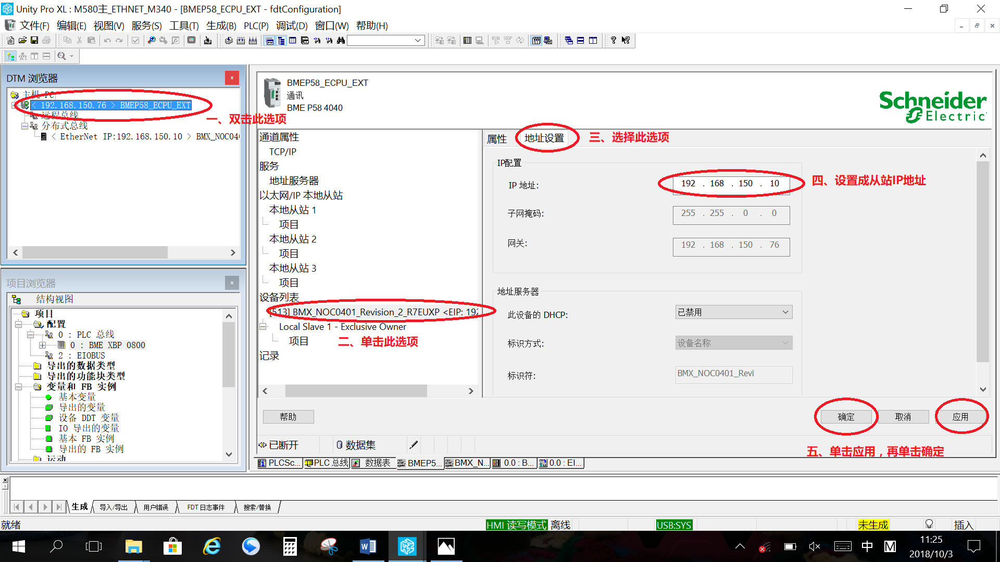 Unity Pro XL : M580主_ETHNET_M340 - [BMEP58_ECPU_EXT - fdtConfiguration]
文件(F) 编辑(E) 视图(V) 服务(S) 工具(T) 生成(B) PLC(P) 调试(D) 窗口(W) 帮助(H)
RUN STOP
DTM 浏览器
主机 PC
< 192.168.150.76 > BMEP58_ECPU_EXT
远程总线
一、双击此选项
分布式总线
< EtherNet IP:192.168.150.10 > BMX_NOC04
项目浏览器
结构视图
项目
配置
0 : PLC 总线
0 : BME XBP 0800
2 : EIOBUS
导出的数据类型
导出的功能块类型
变量和 FB 实例
基本变量
导出的变量
设备 DDT 变量
IO 导出的变量
基本 FB 实例
导出的 FB 实例
运动
BMEP58_ECPU_EXT
通讯
BME P58 4040
Schneider
Electric
通道属性
TCP/IP
服务
地址服务器
以太网/IP 本地从站
本地从站 1
项目
本地从站 2
项目
本地从站 3
项目
设备列表
[513] BMX_NOC0401_Revision_2_R7EUXP <EIP: 192
Local Slave 1 - Exclusive Owner
项目
二、单击此选项
记录
属性 地址设置 三、选择此选项
IP配置
IP 地址: 192 . 168 . 150 . 10 四、设置成从站IP地址
子网掩码: 255 . 255 . 0 . 0
网关: 192 . 168 . 150 . 76
地址服务器
此设备的 DHCP: 已禁用
标识方式: 设备名称
标识符: BMX_NOC0401_Revi
帮助 确定 取消 应用
已断开 数据集
五、单击应用，再单击确定
PLCSc... PLC 总线 数据表 BMEP5... BMX_N... 0.0 : B... 0.0 : EI...
生成 导入/导出 用户错误 FDT 日志事件 搜索/替换
就绪 HMI 读写模式 离线 USB:SYS 未生成 插入
中 M 11:25
2018/10/3